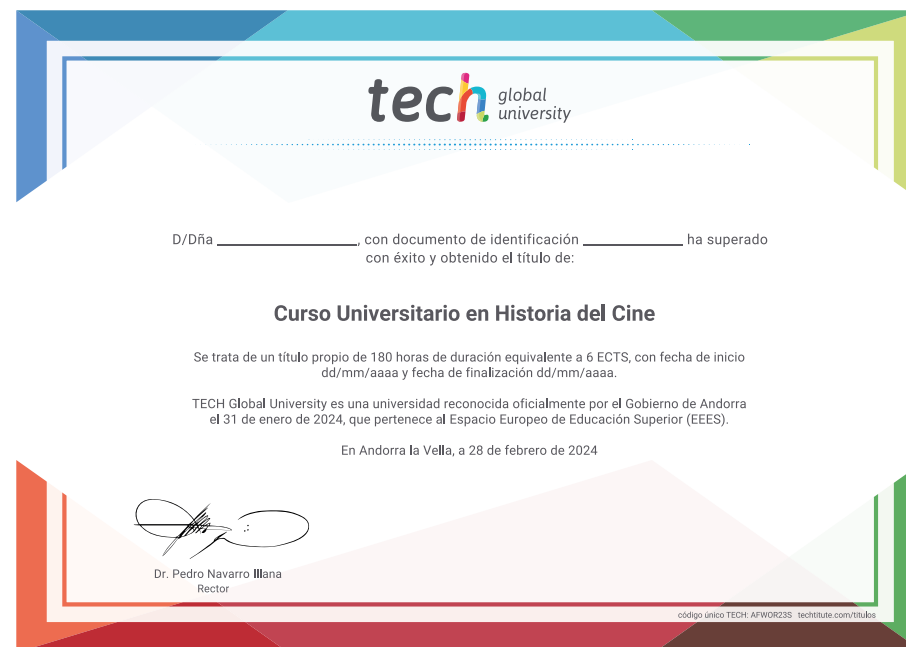 tech global university
D/Dña ______________, con documento de identificación __________ ha superado
con éxito y obtenido el título de:
Curso Universitario en Historia del Cine
Se trata de un título propio de 180 horas de duración equivalente a 6 ECTS, con fecha de inicio
dd/mm/aaaa y fecha de finalización dd/mm/aaaa.
TECH Global University es una universidad reconocida oficialmente por el Gobierno de Andorra
el 31 de enero de 2024, que pertenece al Espacio Europeo de Educación Superior (EEES).
En Andorra la Vella, a 28 de febrero de 2024
Dr. Pedro Navarro Illana
Rector
código único TECH: AFWOR23S techtitute.com/titulos